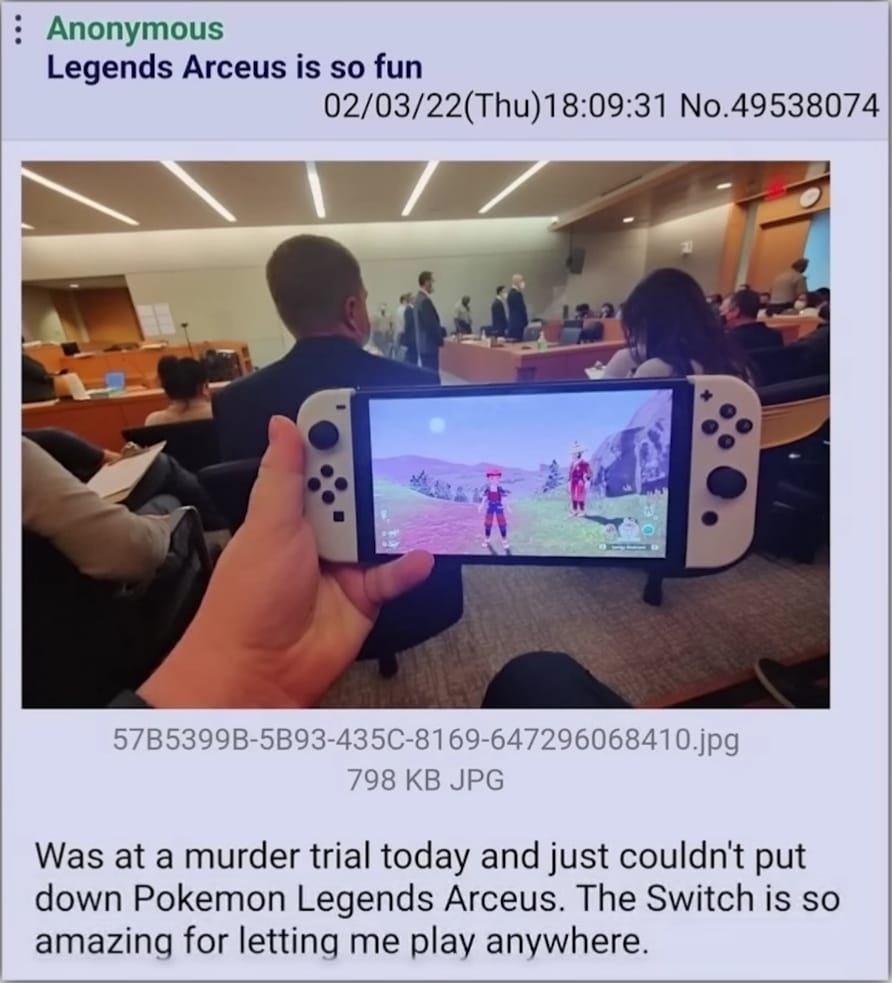 Anonymous
Legends Arceus is so fun
02/03/22(Thu)18:09:31 No.49538074
57B5399B-5B93-435C-8169-647296068410.jpg
798 KB JPG
Was at a murder trial today and just couldn't put
down Pokemon Legends Arceus. The Switch is so
amazing for letting me play anywhere.